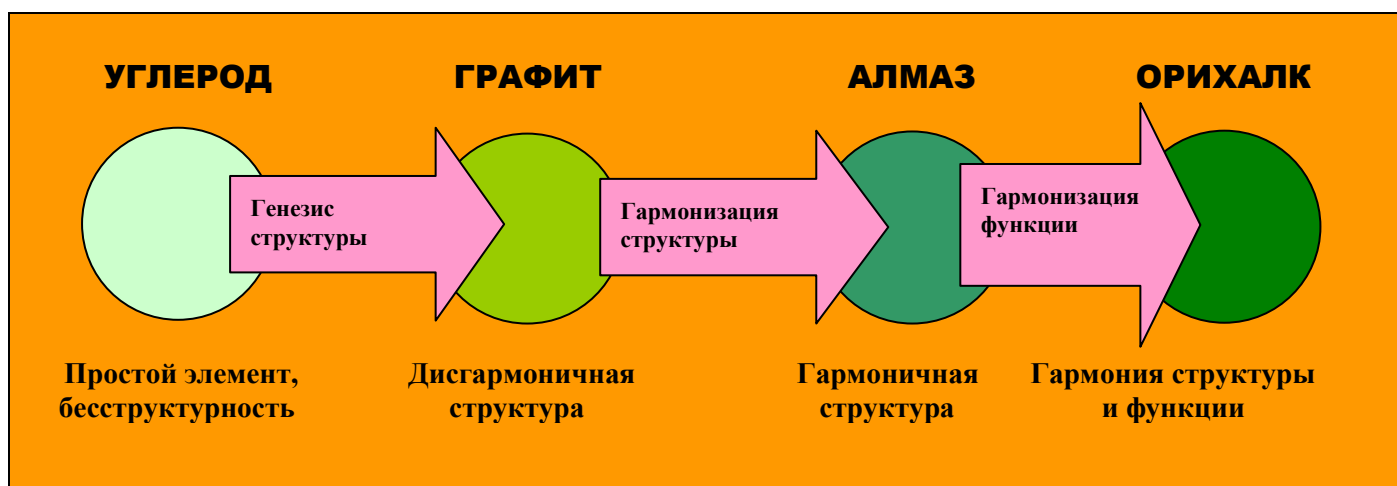 УГЛЕРОД
ГРАФИТ
АЛМАЗ
ОРИХАЛК
Генезис
структуры
Гармонизация
структуры
Гармонизация
функции
Простой элемент,
бесструктурность
Дисгармоничная
структура
Гармоничная
структура
Гармония структуры
и функции